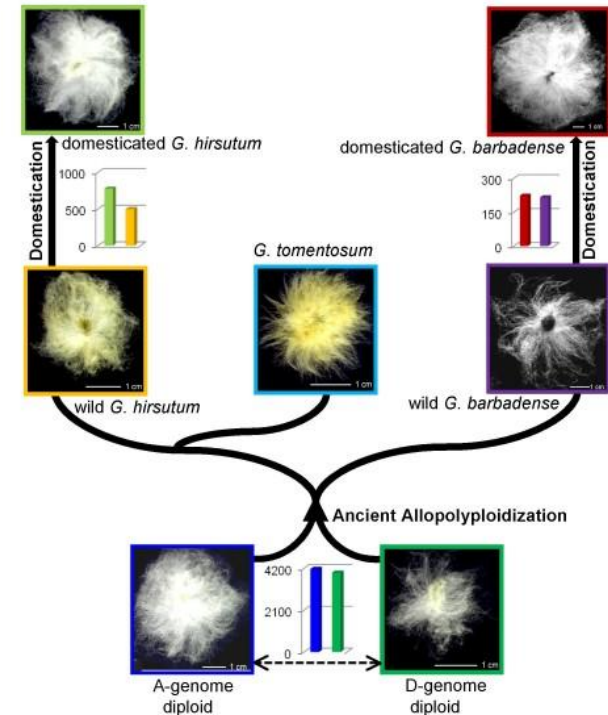 1 cm
1 cm
domesticated G. hirsutum
domesticated G. barbadense
Domestication
1000
500
0
300
150
0
Domestication
G. tomentosum
1 cm
1 cm
1 cm
wild G. hirsutum
wild G. barbadense
Ancient Allopolyploidization
4200
2100
0
1 cm
1 cm
A-genome
diploid
D-genome
diploid